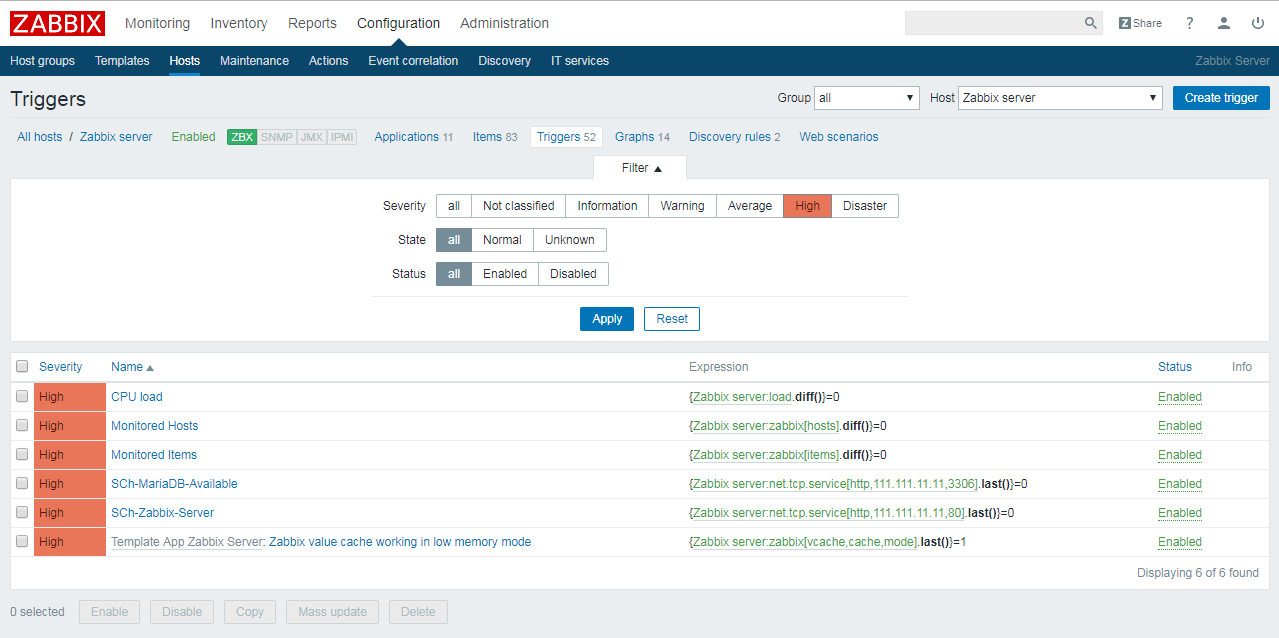 ZABBIX Monitoring Inventory Reports Configuration Administration Z Share ?
Host groups Templates Hosts Maintenance Actions Event correlation Discovery IT services Zabbix Server
Triggers Group all Host Zabbix server Create trigger
All hosts / Zabbix server Enabled ZBX SNMP JMX IPMI Applications 11 Items 83 Triggers 52 Graphs 14 Discovery rules 2 Web scenarios
Filter
Severity all Not classified Information Warning Average High Disaster
State all Normal Unknown
Status all Enabled Disabled
Apply Reset
Severity Name Expression Status Info
High CPU load {Zabbix server:load.diff()}=0 Enabled
High Monitored Hosts {Zabbix server:zabbix[hosts].diff()}=0 Enabled
High Monitored Items {Zabbix server:zabbix[items].diff()}=0 Enabled
High SCh-MariaDB-Available {Zabbix server:net.tcp.service[http,111.111.11.11,3306].last()}=0 Enabled
High SCh-Zabbix-Server {Zabbix server:net.tcp.service[http,111.111.11.11,80].last()}=0 Enabled
High Template App Zabbix Server: Zabbix value cache working in low memory mode {Zabbix server:zabbix[vcache,cache,mode].last()}=1 Enabled
Displaying 6 of 6 found
0 selected Enable Disable Copy Mass update Delete